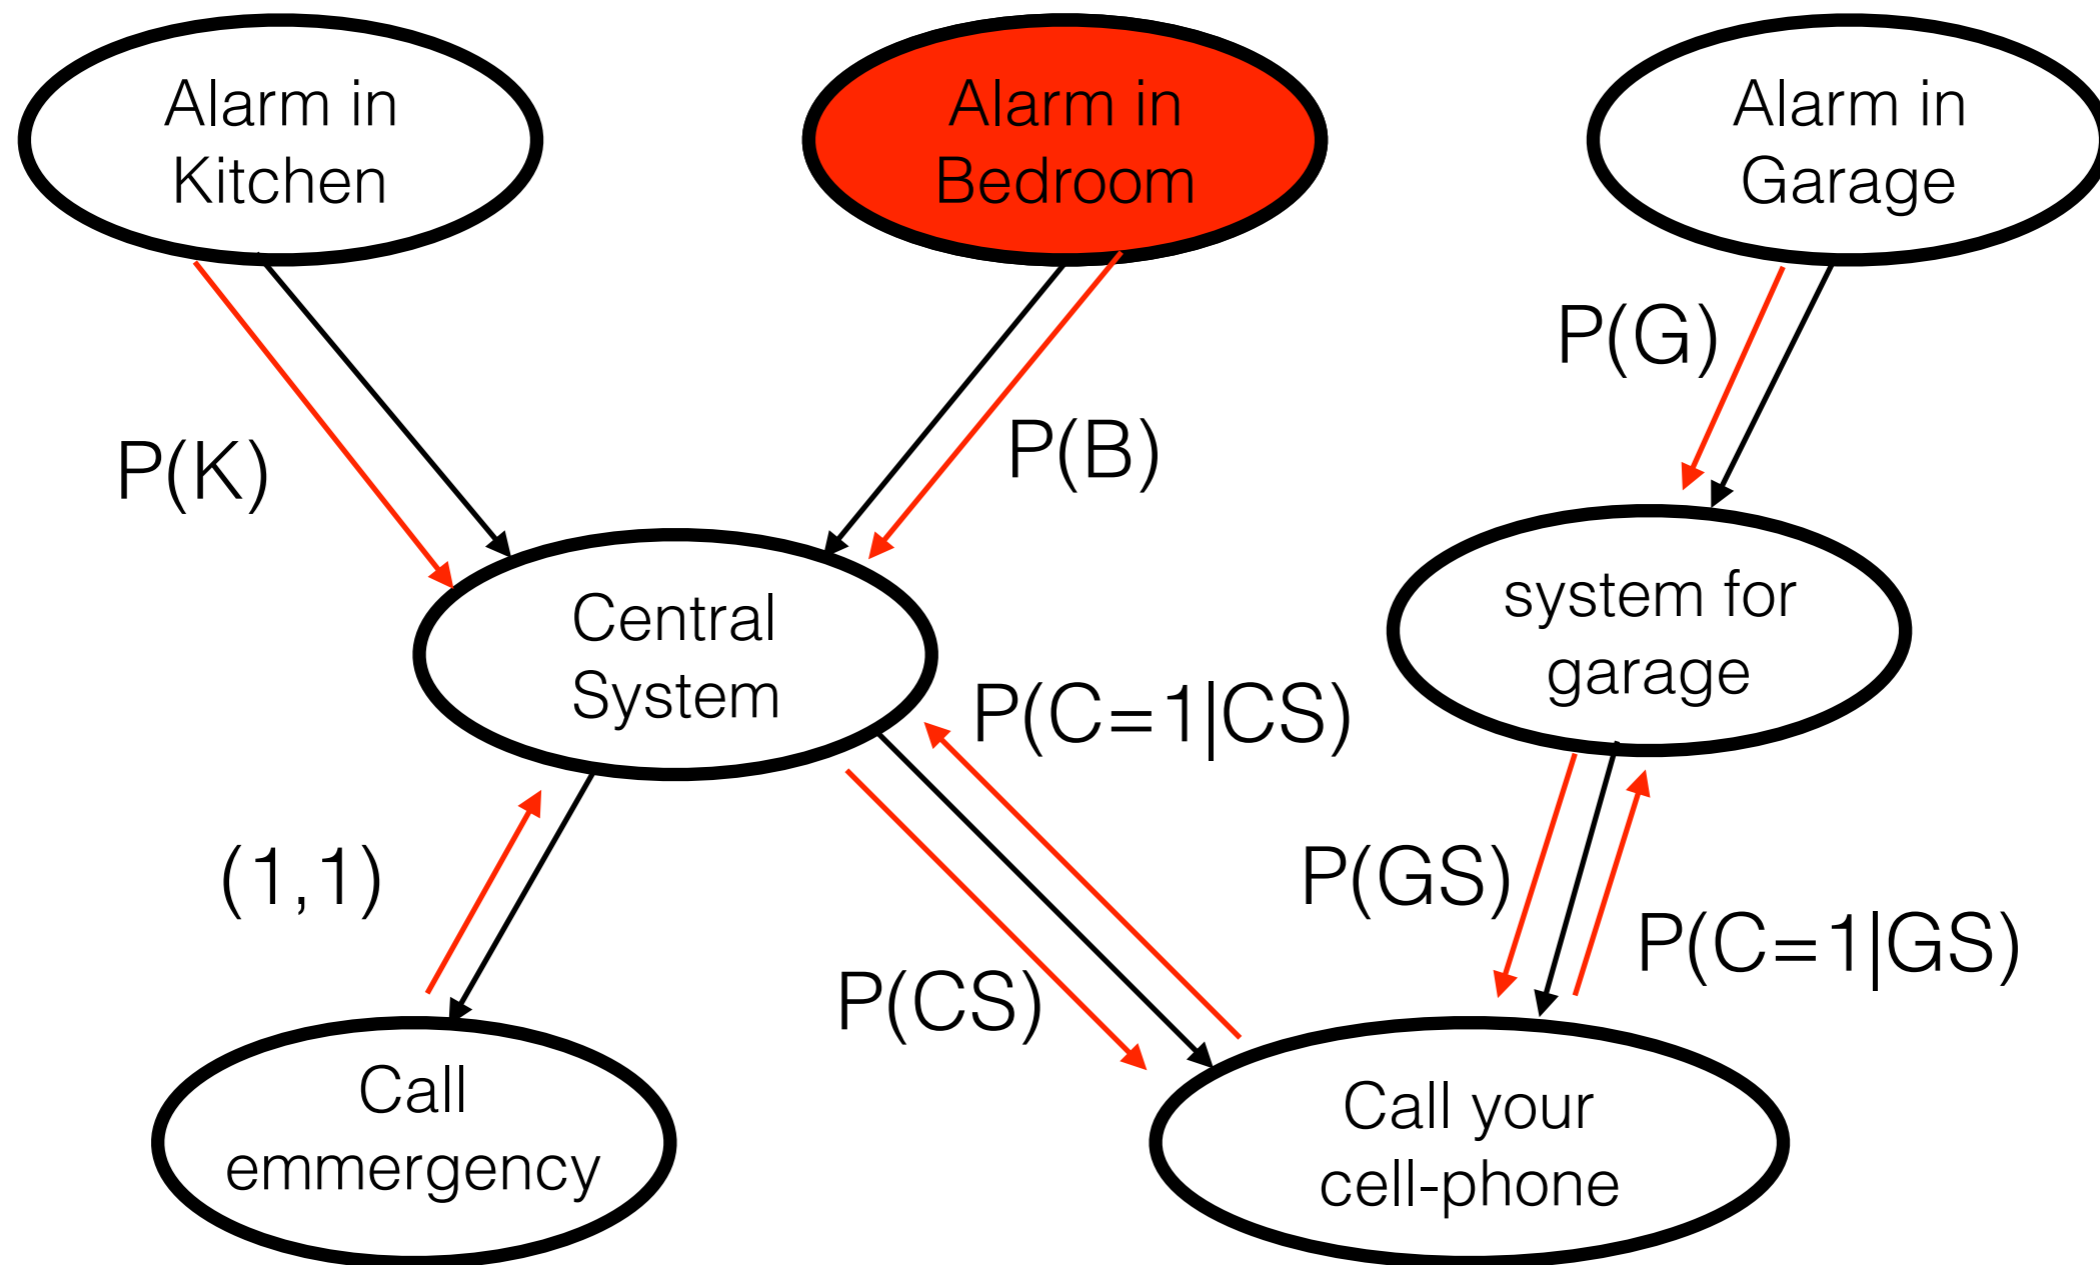 Alarm in
Kitchen
Alarm in
Bedroom
Alarm in
Garage
P(G)
P(K)
P(B)
Central
System
system for
garage
P(C=1|CS)
(1,1)
P(GS)
P(C=1|GS)
P(CS)
Call
emmergency
Call your
cell-phone